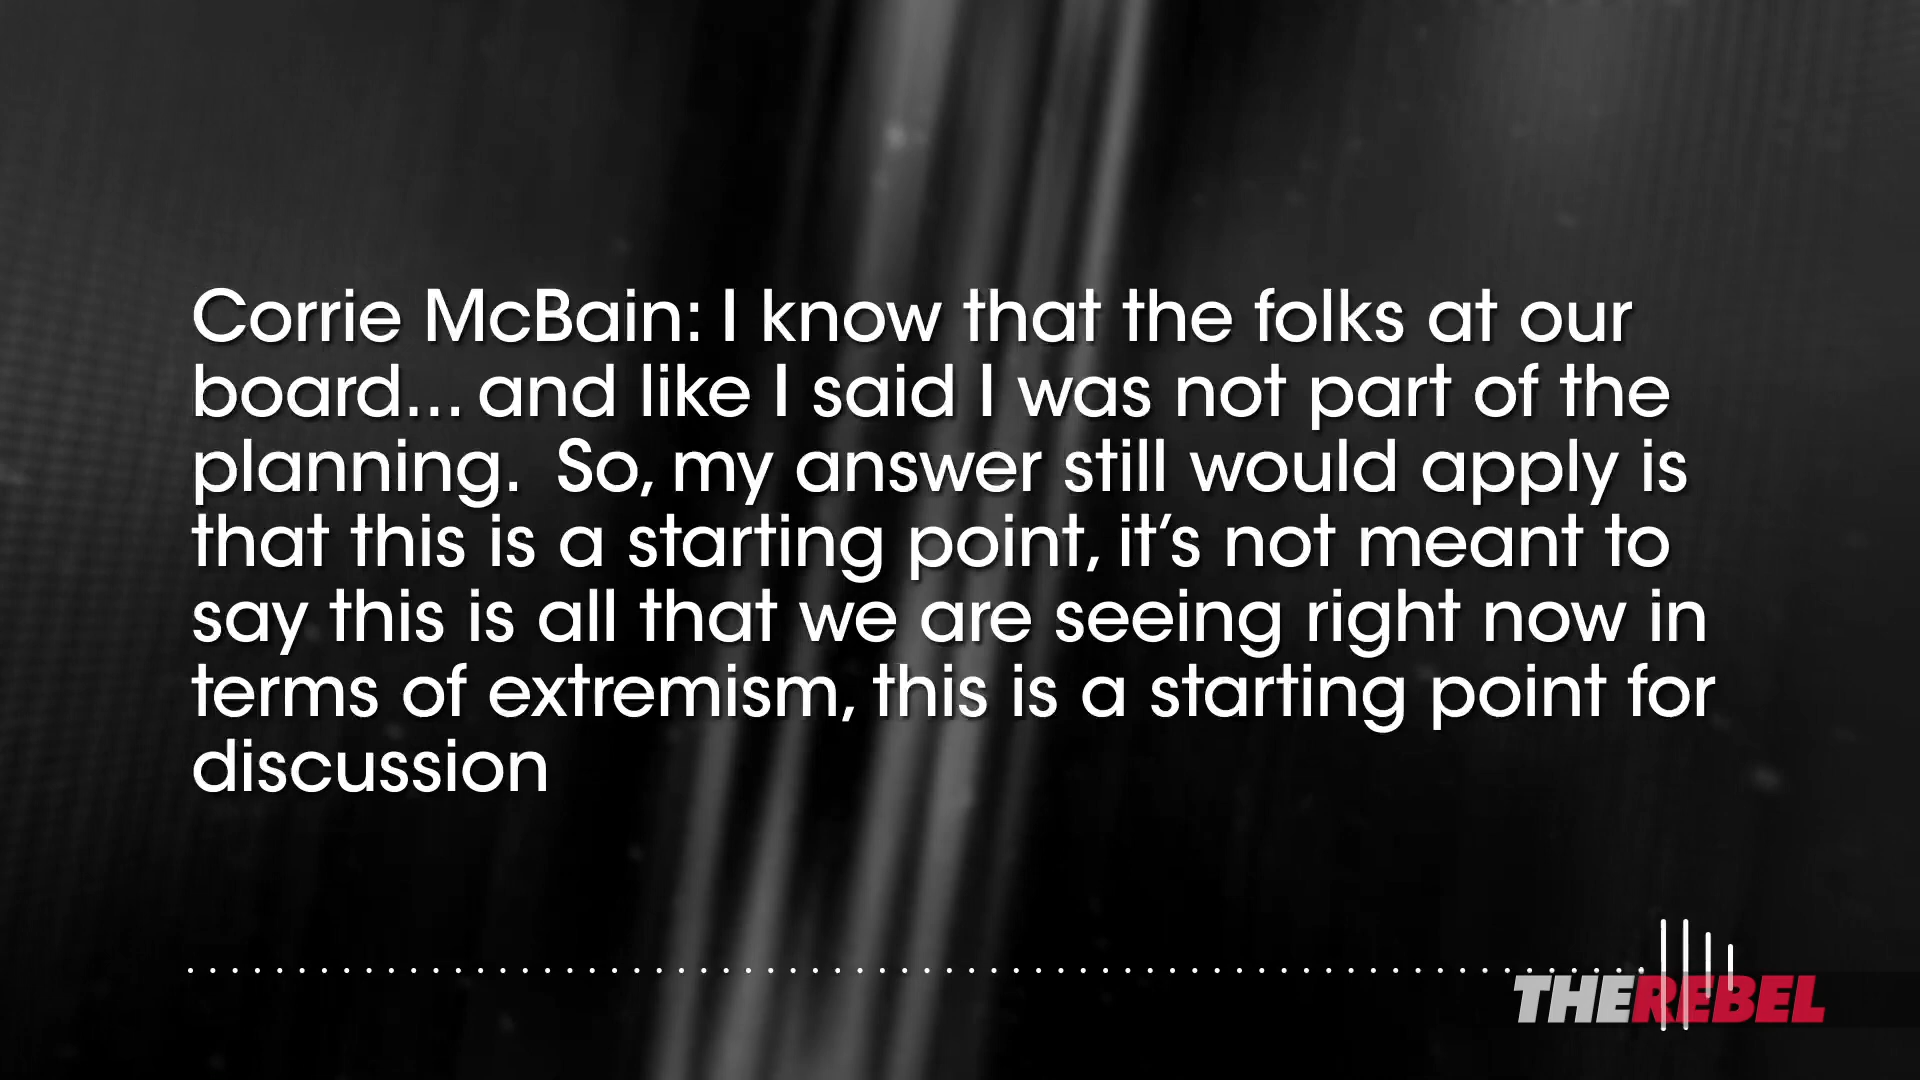 Corrie McBain: I know that the folks at our
board... and like I said I was not part of the
planning.  So, my answer still would apply is
that this is a starting point, it’s not meant to
say this is all that we are seeing right now in
terms of extremism, this is a starting point for
discussion
THEREBEL